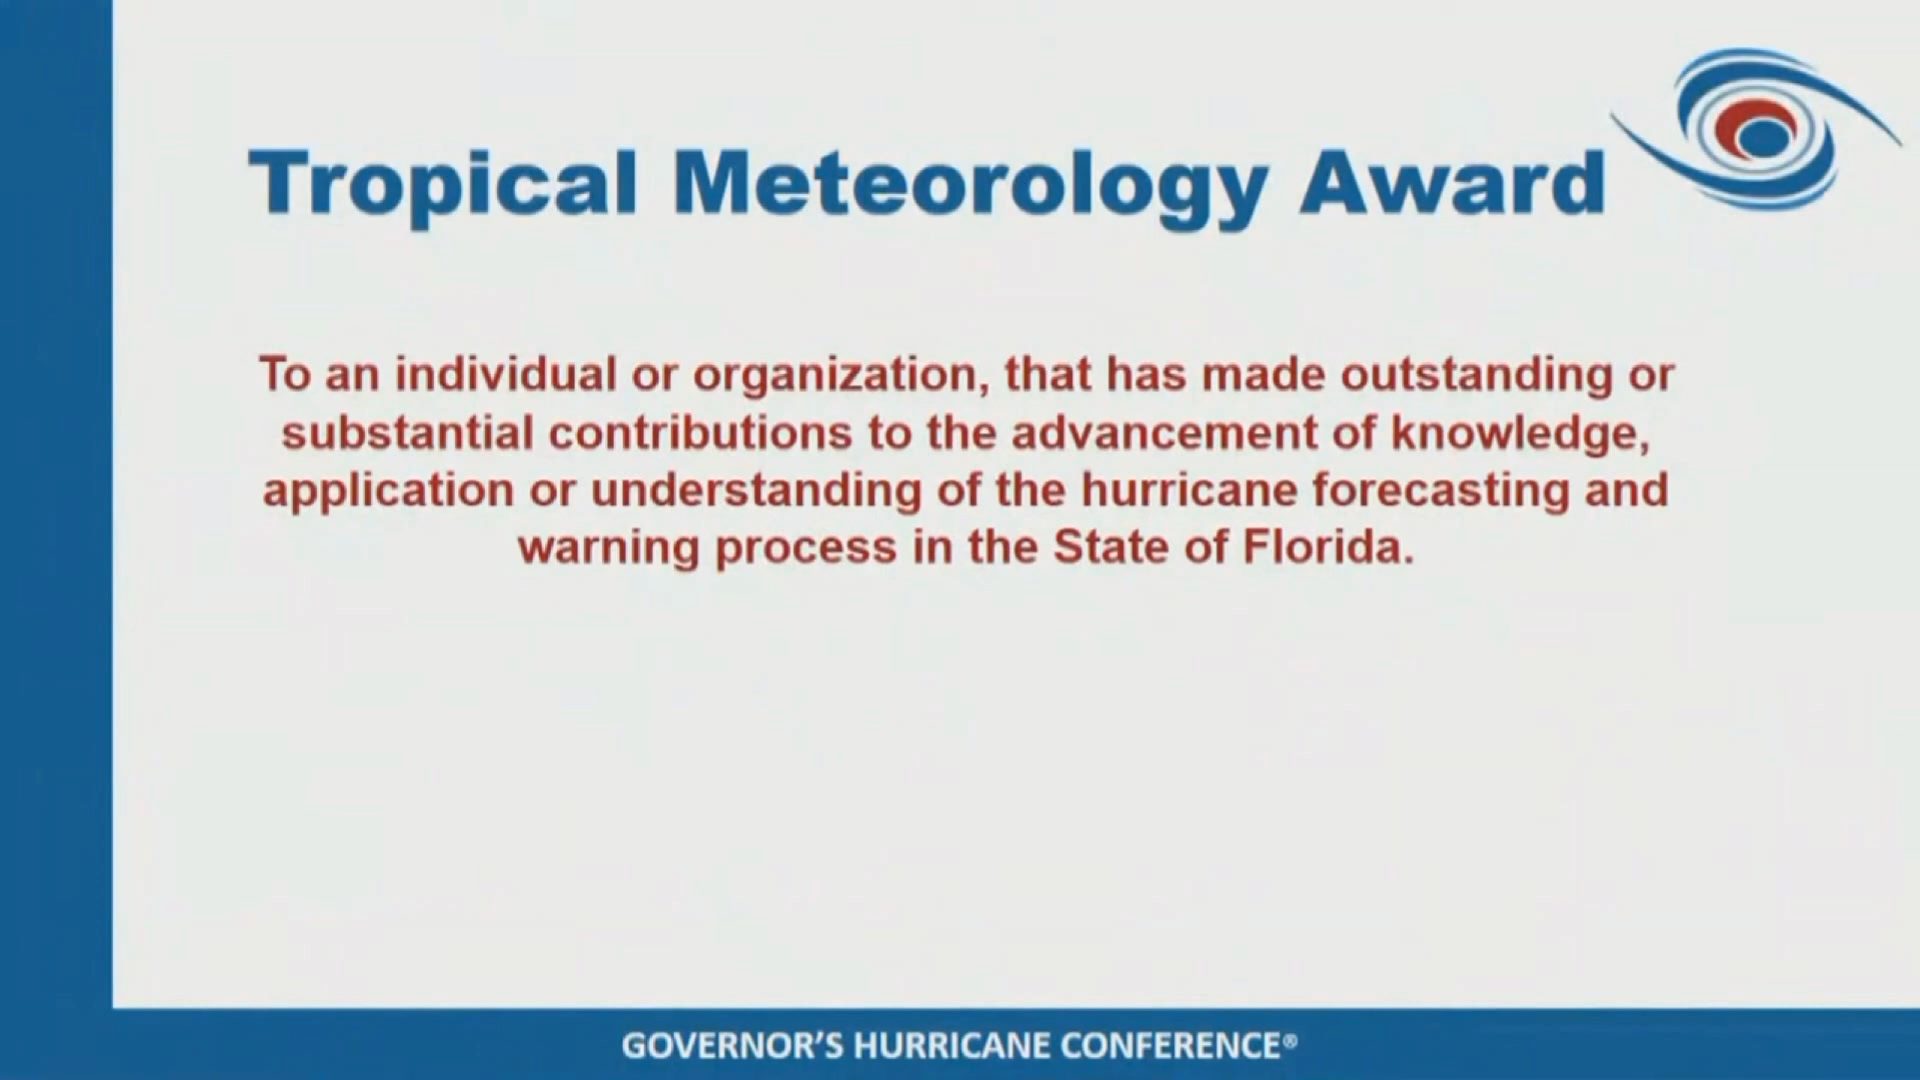 Tropical Meteorology Award
To an individual or organization, that has made outstanding or
substantial contributions to the advancement of knowledge,
application or understanding of the hurricane forecasting and
warning process in the State of Florida.
GOVERNOR'S HURRICANE CONFERENCE®